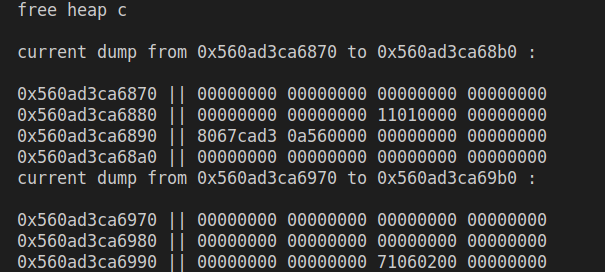 free heap c
current dump from 0x560ad3ca6870 to 0x560ad3ca68b0 :
0x560ad3ca6870 || 00000000 00000000 00000000 00000000
0x560ad3ca6880 || 00000000 00000000 11010000 00000000
0x560ad3ca6890 || 8067cad3 0a560000 00000000 00000000
0x560ad3ca68a0 || 00000000 00000000 00000000 00000000
current dump from 0x560ad3ca6970 to 0x560ad3ca69b0 :
0x560ad3ca6970 || 00000000 00000000 00000000 00000000
0x560ad3ca6980 || 00000000 00000000 00000000 00000000
0x560ad3ca6990 || 00000000 00000000 71060200 00000000